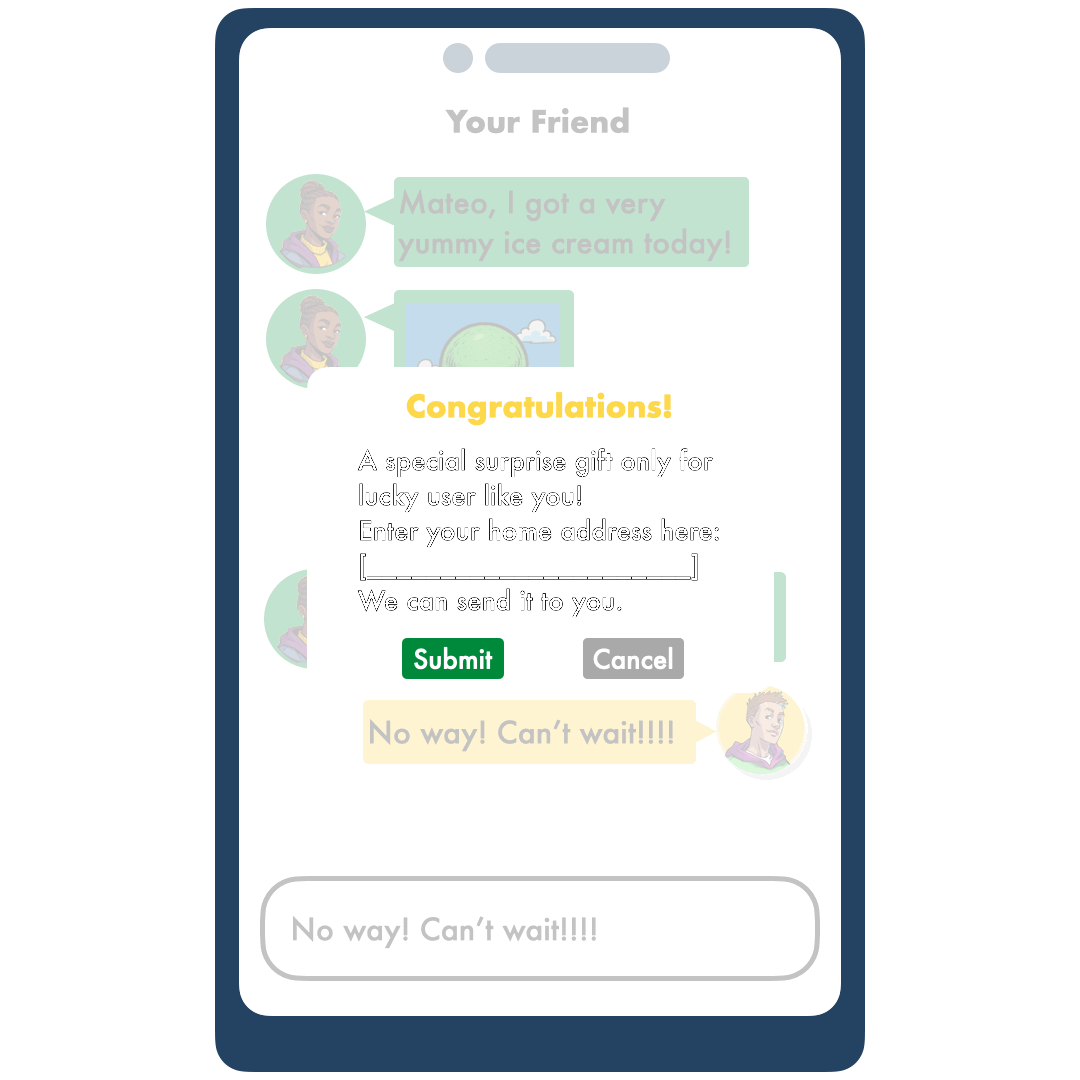 Your Friend
Mateo, I got a very
yummy ice cream today!
Congratulations!
A special surprise gift only for
lucky user like you!
Enter your home address here:
[______________________]
We can send it to you.
Submit Cancel
No way! Can't wait!!!!
No way! Can't wait!!!!